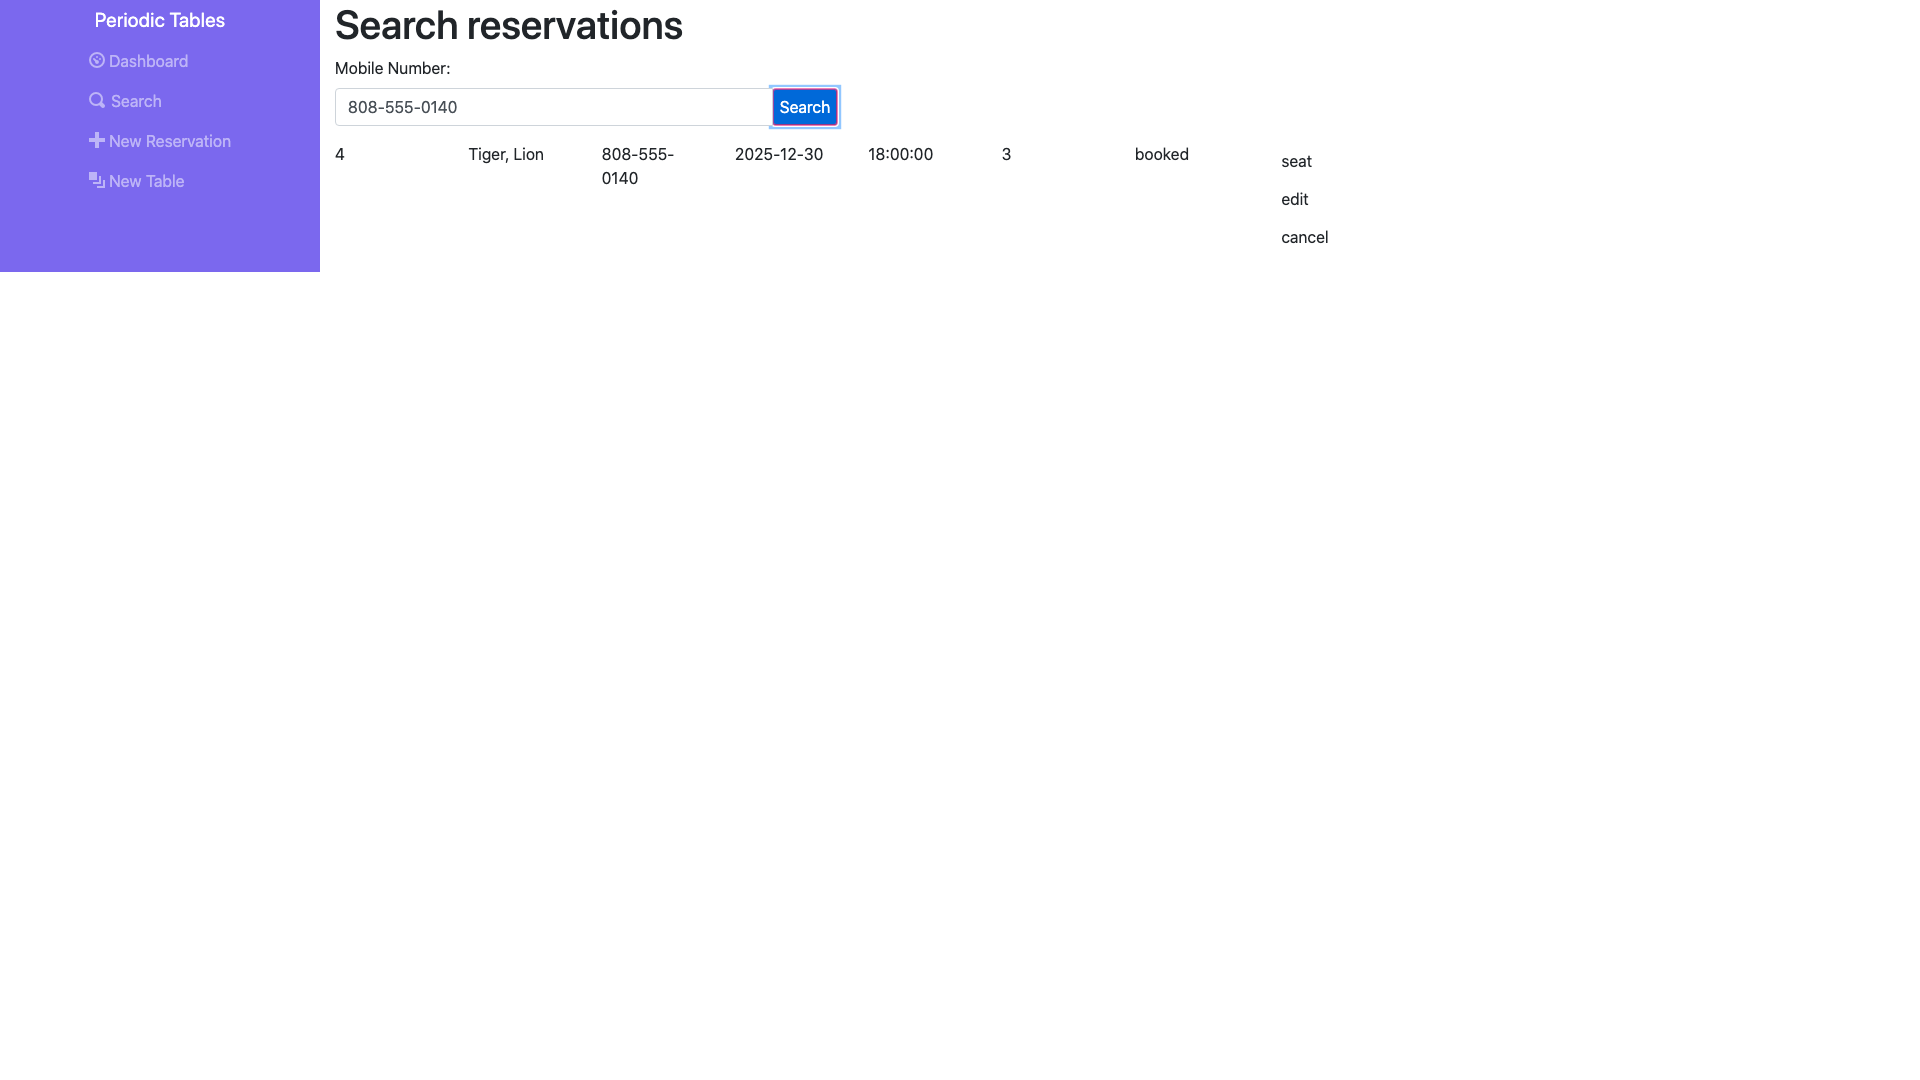 Periodic Tables
Dashboard
Search
New Reservation
New Table
Search reservations
Mobile Number:
808-555-0140 Search
4 Tiger, Lion 808-555- 2025-12-30 18:00:00 3 booked
0140
seat
edit
cancel